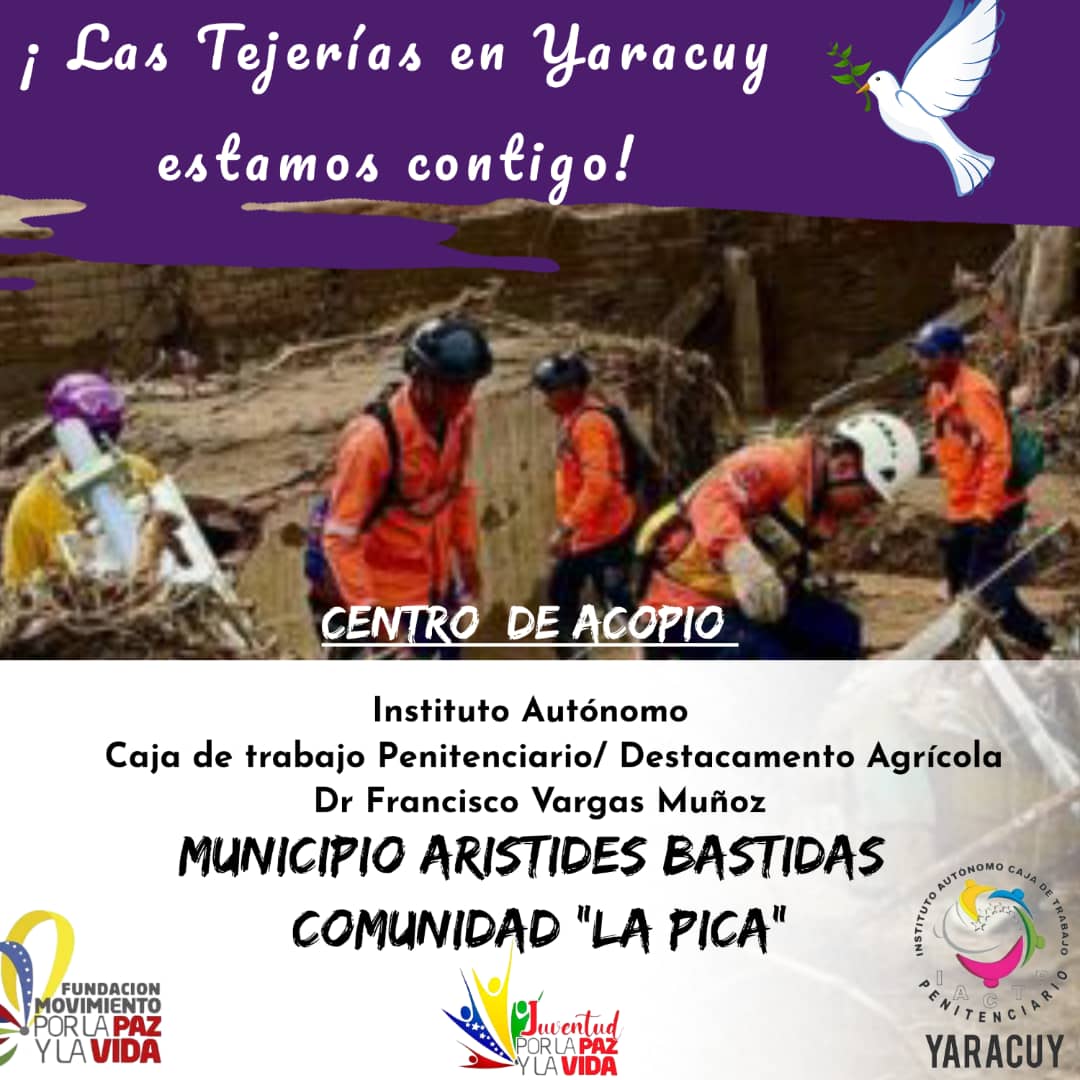 ¡ Las Tejerías en Yaracuy
estamos contigo!
CENTRO DE ACOPIO
Instituto Autónomo
Caja de trabajo Penitenciario/ Destacamento Agrícola
Dr Francisco Vargas Muñoz
MUNICIPIO ARISTIDES BASTIDAS
COMUNIDAD "LA PICA"
FUNDACION
MOVIMIENTO
POR LA PAZ
Y LA VIDA
Juventud
POR LA PAZ
Y LA VIDA
INSTITUTO AUTÓNOMO CAJA DE TRABAJO
IACTP
PENITENCIARIO
YARACUY